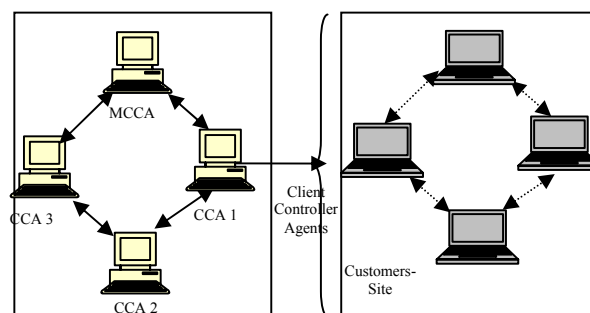 MCCA
CCA 3
CCA 1
CCA 2
Client
Controller
Agents
Customers-
Site